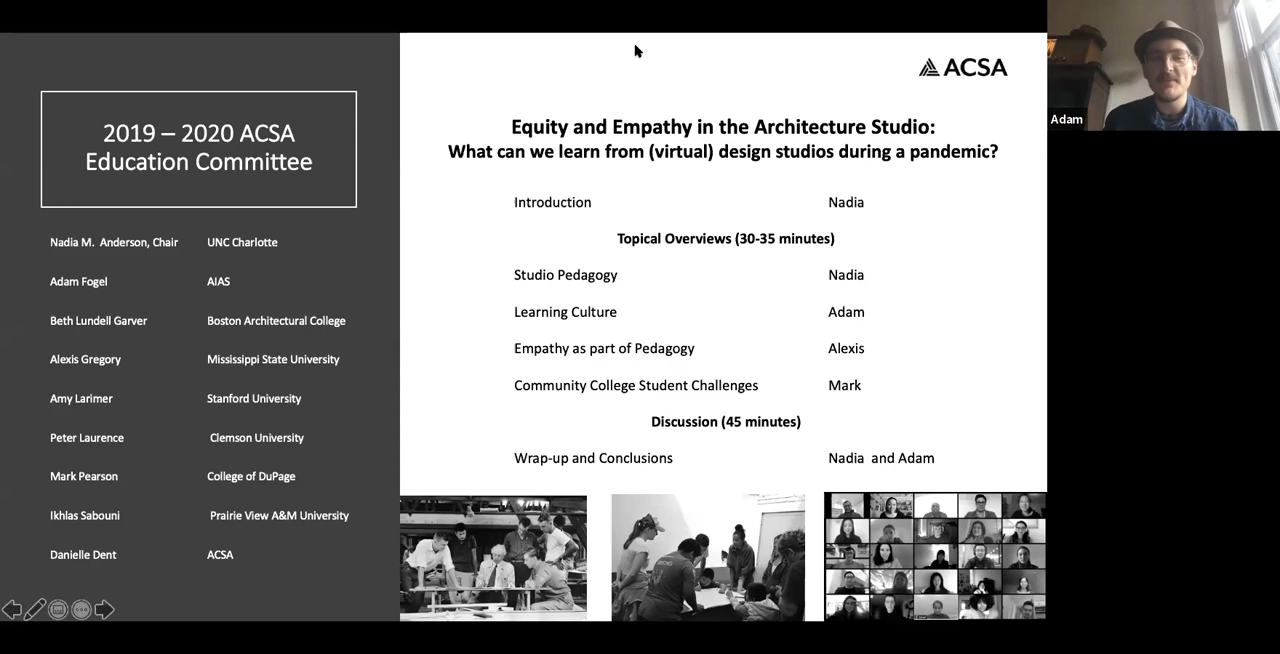 2019 – 2020 ACSA
Education Committee
Nadia M. Anderson, Chair UNC Charlotte
Adam Fogel AIAS
Beth Lundell Garver Boston Architectural College
Alexis Gregory Mississippi State University
Amy Larimer Stanford University
Peter Laurence Clemson University
Mark Pearson College of DuPage
Ikhlas Sabouni Prairie View A&M University
Danielle Dent ACSA
ACSA
Equity and Empathy in the Architecture Studio:
What can we learn from (virtual) design studios during a pandemic?
Introduction Nadia
Topical Overviews (30-35 minutes)
Studio Pedagogy Nadia
Learning Culture Adam
Empathy as part of Pedagogy Alexis
Community College Student Challenges Mark
Discussion (45 minutes)
Wrap-up and Conclusions Nadia and Adam
Adam